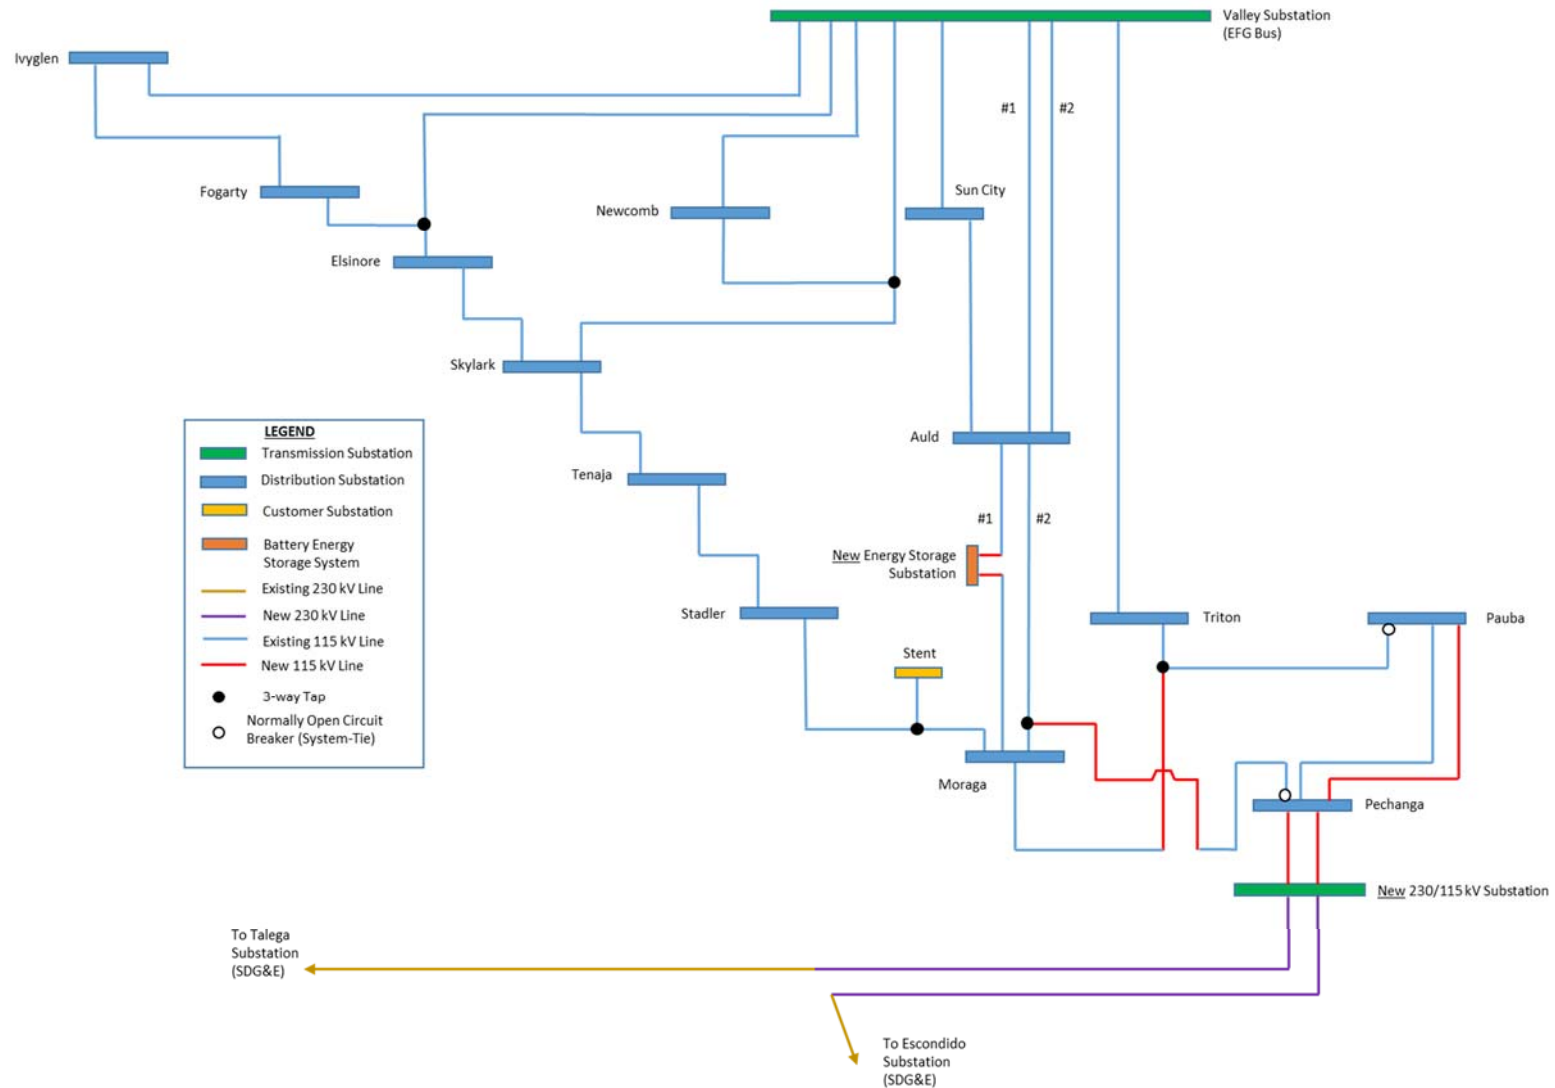 Valley Substation
(EFG Bus)
Ivyglen
#1
#2
Fogarty
Newcomb
Sun City
Elsinore
Skylark
LEGEND
Transmission Substation
Distribution Substation
Customer Substation
Battery Energy
Storage System
Existing 230 kV Line
New 230 kV Line
Existing 115 kV Line
New 115 kV Line
3-way Tap
Normally Open Circuit
Breaker (System-Tie)
Auld
Tenaja
#1
#2
New Energy Storage
Substation
Stadler
Triton
Pauba
Stent
Moraga
Pechanga
New 230/115 kV Substation
To Talega
Substation
(SDG&E)
To Escondido
Substation
(SDG&E)